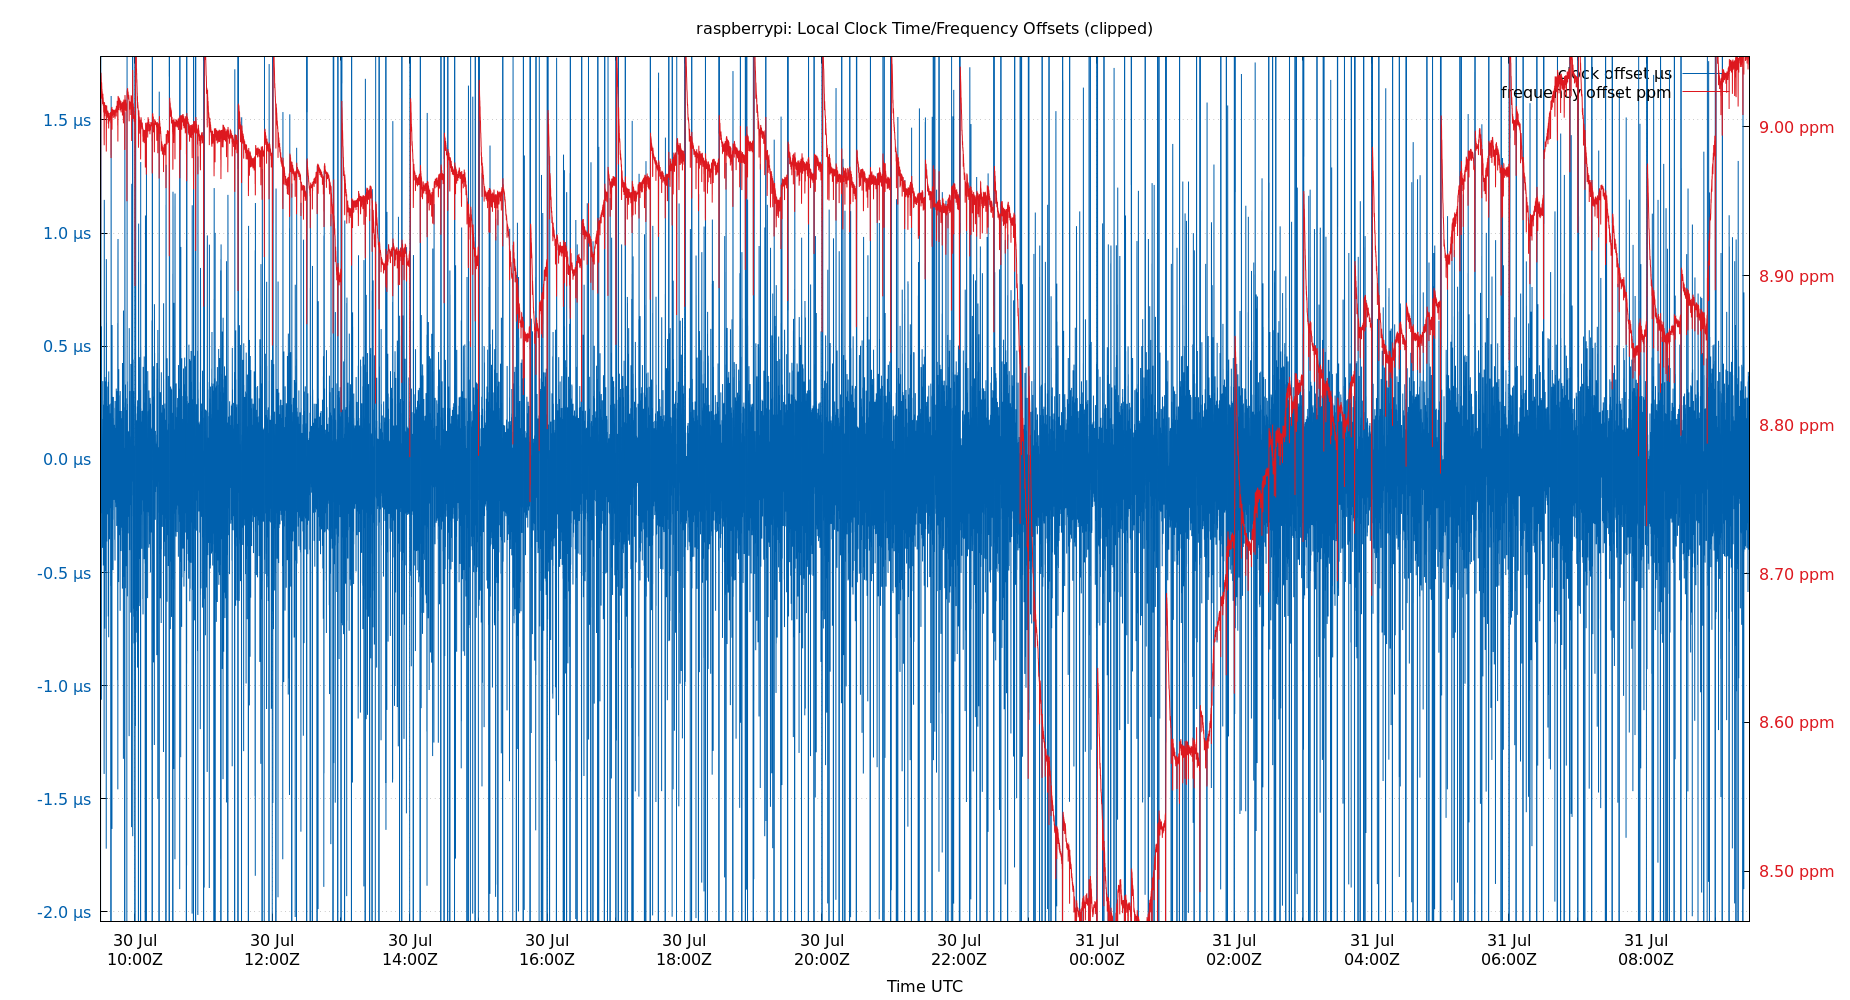 raspberrypi: Local Clock Time/Frequency Offsets (clipped)
clock offset µs
frequency offset ppm
1.5 µs
1.0 µs
0.5 µs
0.0 µs
-0.5 µs
-1.0 µs
-1.5 µs
-2.0 µs
9.00 ppm
8.90 ppm
8.80 ppm
8.70 ppm
8.60 ppm
8.50 ppm
30 Jul 30 Jul 30 Jul 30 Jul 30 Jul 30 Jul 30 Jul 31 Jul 31 Jul 31 Jul 31 Jul 31 Jul
10:00Z 12:00Z 14:00Z 16:00Z 18:00Z 20:00Z 22:00Z 00:00Z 02:00Z 04:00Z 06:00Z 08:00Z
Time UTC